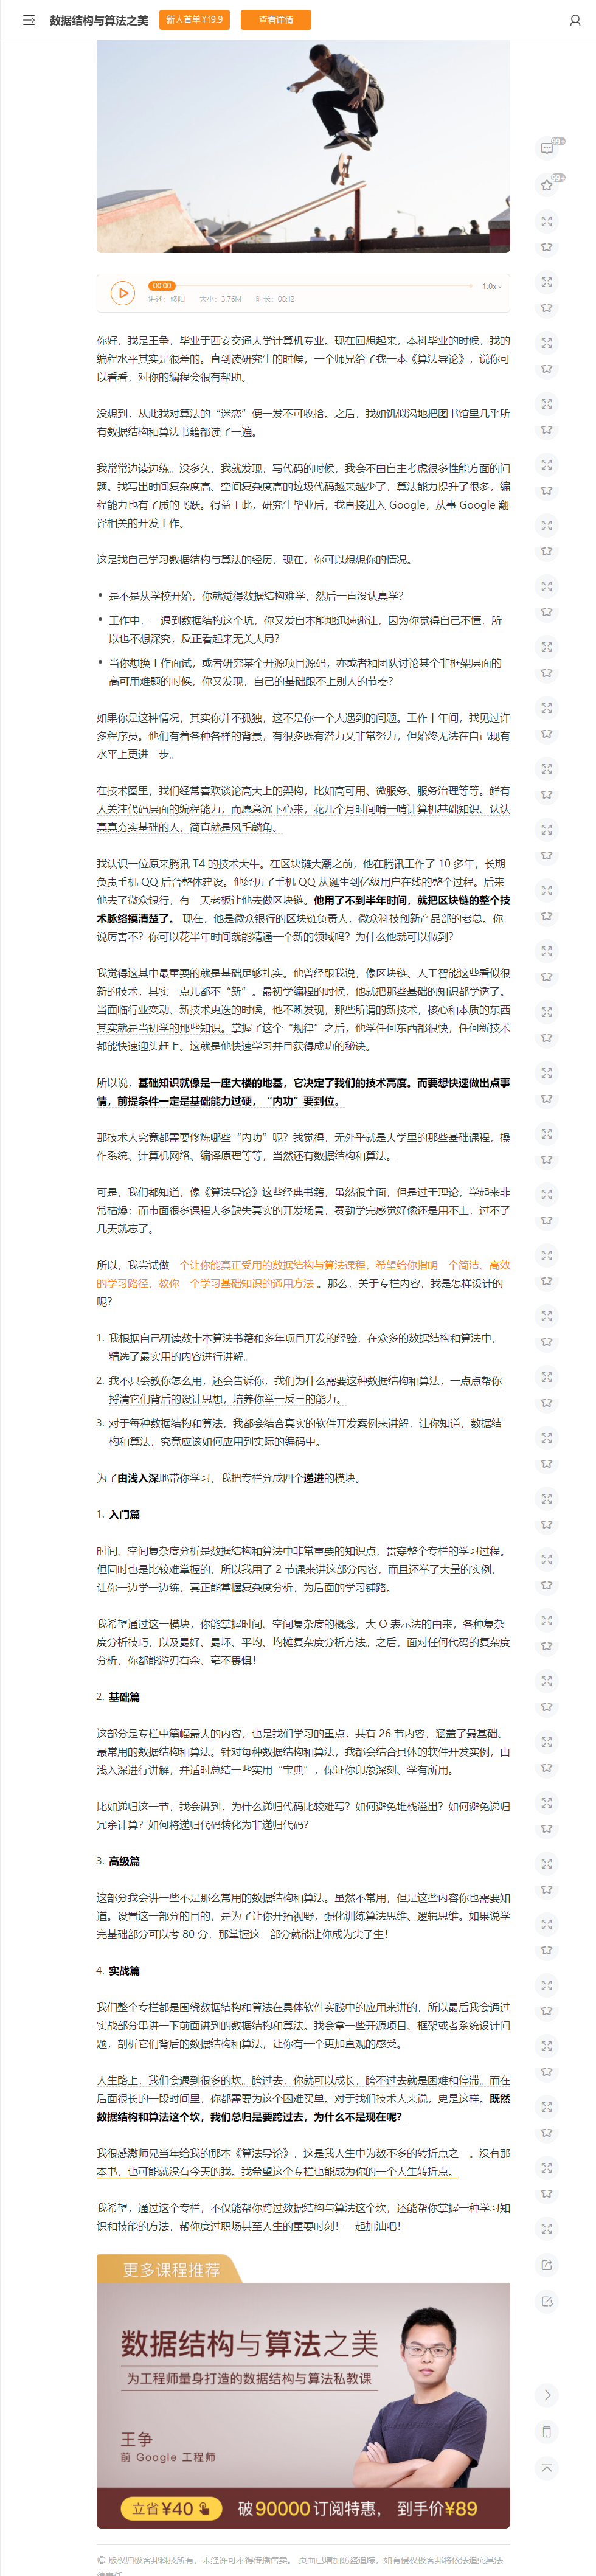 数据结构与算法之美
新人首单¥19.9
查看详情
99+
99+
00:00
1.0x
讲述：修阳
大小：3.76M
时长：08:12
你好，我是王争，毕业于西安交通大学计算机专业。现在回想起来，本科毕业的时候，我的
编程水平其实是很差的。直到读研究生的时候，一个师兄给了我一本《算法导论》，说你可
以看看，对你的编程会很有帮助。
没想到，从此我对算法的“迷恋”便一发不可收拾。之后，我如饥似渴地把图书馆里几乎所
有数据结构和算法书籍都读了一遍。
我常常边读边练。没多久，我就发现，写代码的时候，我会不由自主考虑很多性能方面的问
题。我写出时间复杂度高、空间复杂度高的垃圾代码越来越少了，算法能力提升了很多，编
程能力也有了质的飞跃。得益于此，研究生毕业后，我直接进入 Google，从事 Google 翻
译相关的开发工作。
这是我自己学习数据结构与算法的经历，现在，你可以想想你的情况。
是不是从学校开始，你就觉得数据结构难学，然后一直没认真学？
工作中，一遇到数据结构这个坑，你又发自本能地迅速避让，因为你觉得自己不懂，所
以也不想深究，反正看起来无关大局？
当你想换工作面试，或者研究某个开源项目源码，亦或者和团队讨论某个非框架层面的
高可用难题的时候，你又发现，自己的基础跟不上别人的节奏？
如果你是这种情况，其实你并不孤独，这不是你一个人遇到的问题。工作十年间，我见过许
多程序员。他们有着各种各样的背景，有很多既有潜力又非常努力，但始终无法在自己现有
水平上更进一步。
在技术圈里，我们经常喜欢谈论高大上的架构，比如高可用、微服务、服务治理等等。鲜有
人关注代码层面的编程能力，而愿意沉下心来，花几个月时间啃一啃计算机基础知识、认认
真真夯实基础的人，简直就是凤毛麟角。
我认识一位原来腾讯 T4 的技术大牛。在区块链大潮之前，他在腾讯工作了 10 多年，长期
负责手机 QQ 后台整体建设。他经历了手机 QQ 从诞生到亿级用户在线的整个过程。后来
他去了微众银行，有一天老板让他去做区块链。他用了不到半年时间，就把区块链的整个技
术脉络摸清楚了。 现在，他是微众银行的区块链负责人，微众科技创新产品部的老总。你
说厉害不？你可以花半年时间就能精通一个新的领域吗？为什么他就可以做到？
我觉得这其中最重要的就是基础足够扎实。他曾经跟我说，像区块链、人工智能这些看似很
新的技术，其实一点儿都不“新”。最初学编程的时候，他就把那些基础的知识都学透了。
当面临行业变动、新技术更迭的时候，他不断发现，那些所谓的新技术，核心和本质的东西
其实就是当初学的那些知识。掌握了这个“规律”之后，他学任何东西都很快，任何新技术
都能快速迎头赶上。这就是他快速学习并且获得成功的秘诀。
所以说，基础知识就像是一座大楼的地基，它决定了我们的技术高度。而要想快速做出点事
情，前提条件一定是基础能力过硬，“内功”要到位。
那技术人究竟都需要修炼哪些“内功”呢？我觉得，无外乎就是大学里的那些基础课程，操
作系统、计算机网络、编译原理等等，当然还有数据结构和算法。
可是，我们都知道，像《算法导论》这些经典书籍，虽然很全面，但是过于理论，学起来非
常枯燥；而市面很多课程大多缺失真实的开发场景，费劲学完感觉好像还是用不上，过不了
几天就忘了。
所以，我尝试做一个让你能真正受用的数据结构与算法课程，希望给你指明一个简洁、高效
的学习路径，教你一个学习基础知识的通用方法 。那么，关于专栏内容，我是怎样设计的
呢？
1. 我根据自己研读数十本算法书籍和多年项目开发的经验，在众多的数据结构和算法中，
精选了最实用的内容进行讲解。
2. 我不只会教你怎么用，还会告诉你，我们为什么需要这种数据结构和算法，一点点帮你
捋清它们背后的设计思想，培养你举一反三的能力。
3. 对于每种数据结构和算法，我都会结合真实的软件开发案例来讲解，让你知道，数据结
构和算法，究竟应该如何应用到实际的编码中。
为了由浅入深地带你学习，我把专栏分成四个递进的模块。
1. 入门篇
时间、空间复杂度分析是数据结构和算法中非常重要的知识点，贯穿整个专栏的学习过程。
但同时也是比较难掌握的，所以我用了 2 节课来讲这部分内容，而且还举了大量的实例，
让你一边学一边练，真正能掌握复杂度分析，为后面的学习铺路。
我希望通过这一模块，你能掌握时间、空间复杂度的概念，大 O 表示法的由来，各种复杂
度分析技巧，以及最好、最坏、平均、均摊复杂度分析方法。之后，面对任何代码的复杂度
分析，你都能游刃有余、毫不畏惧！
2. 基础篇
这部分是专栏中篇幅最大的内容，也是我们学习的重点，共有 26 节内容，涵盖了最基础、
最常用的数据结构和算法。针对每种数据结构和算法，我都会结合具体的软件开发实例，由
浅入深进行讲解，并适时总结一些实用“宝典”，保证你印象深刻、学有所用。
比如递归这一节，我会讲到，为什么递归代码比较难写？如何避免堆栈溢出？如何避免递归
冗余计算？如何将递归代码转化为非递归代码？
3. 高级篇
这部分我会讲一些不是那么常用的数据结构和算法。虽然不常用，但是这些内容你也需要知
道。设置这一部分的目的，是为了让你开拓视野，强化训练算法思维、逻辑思维。如果说学
完基础部分可以考 80 分，那掌握这一部分就能让你成为尖子生！
4. 实战篇
我们整个专栏都是围绕数据结构和算法在具体软件实践中的应用来讲的，所以最后我会通过
实战部分串讲一下前面讲到的数据结构和算法。我会拿一些开源项目、框架或者系统设计问
题，剖析它们背后的数据结构和算法，让你有一个更加直观的感受。
人生路上，我们会遇到很多的坎。跨过去，你就可以成长，跨不过去就是困难和停滞。而在
后面很长的一段时间里，你都需要为这个困难买单。对于我们技术人来说，更是这样。既然
数据结构和算法这个坎，我们总归是要跨过去，为什么不是现在呢？
我很感激师兄当年给我的那本《算法导论》，这是我人生中为数不多的转折点之一。没有那
本书，也可能就没有今天的我。我希望这个专栏也能成为你的一个人生转折点。
我希望，通过这个专栏，不仅能帮你跨过数据结构与算法这个坎，还能帮你掌握一种学习知
识和技能的方法，帮你度过职场甚至人生的重要时刻！一起加油吧！
更多课程推荐
数据结构与算法之美
为工程师量身打造的数据结构与算法私教课
王争
前 Google 工程师
立省¥40
破90000订阅特惠，到手价¥89
© 版权归极客邦科技所有，未经许可不得传播售卖。 页面已增加防盗追踪，如有侵权极客邦将依法追究其法